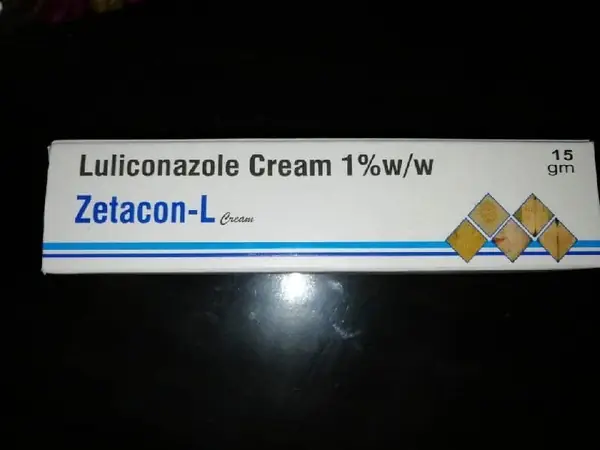 Luliconazole Cream 1%w/w
15
gm
Zetacon-L Cream